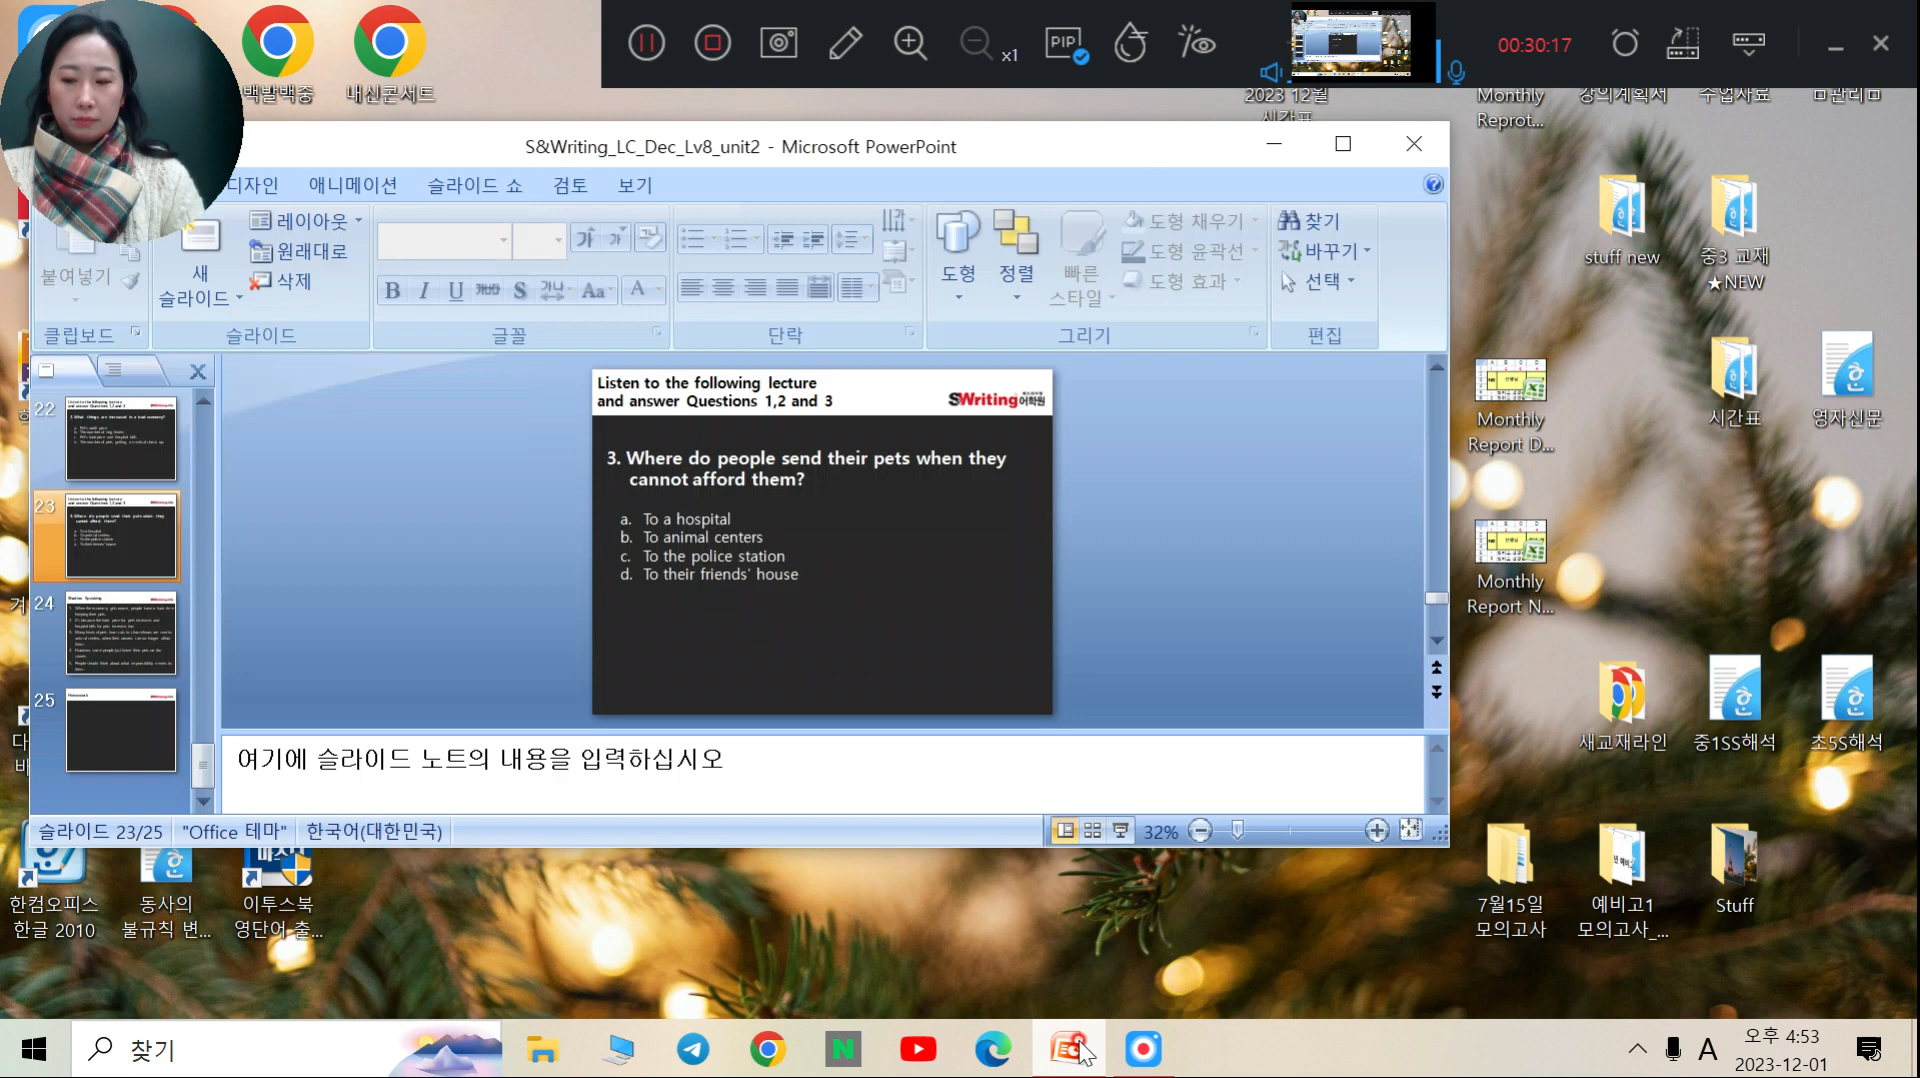 백발백중
내신콘서트
x1
PIP
00:30:17
2023 12월
시간표
Monthly
Reprot...
강의계획서
수업자료
ㅁ관리ㅁ
S&Writing_LC_Dec_Lv8_unit2 - Microsoft PowerPoint
디자인 애니메이션 슬라이드 쇼 검토 보기
붙여넣기
새
슬라이드
레이아웃
원래대로
삭제
도형
정렬
빠른
스타일
도형 채우기
도형 윤곽선
도형 효과
찾기
바꾸기
선택
클립보드 슬라이드 글꼴 단락 그리기 편집
22
23
24
25
Listen to the following lecture
and answer Questions 1,2 and 3
SWriting 어학원
3. Where do people send their pets when they
cannot afford them?
a. To a hospital
b. To animal centers
c. To the police station
d. To their friends' house
여기에 슬라이드 노트의 내용을 입력하십시오
슬라이드 23/25 "Office 테마" 한국어(대한민국) 32%
stuff new
중3 교재
★NEW
Monthly
Report D...
시간표
영자신문
Monthly
Report N...
새교재라인
중1SS해석
초5S해석
한컴오피스
한글 2010
동사의
불규칙 변...
이투스북
영단어 출...
7월15일
모의고사
예비고1
모의고사_...
Stuff
찾기
A
오후 4:53
2023-12-01